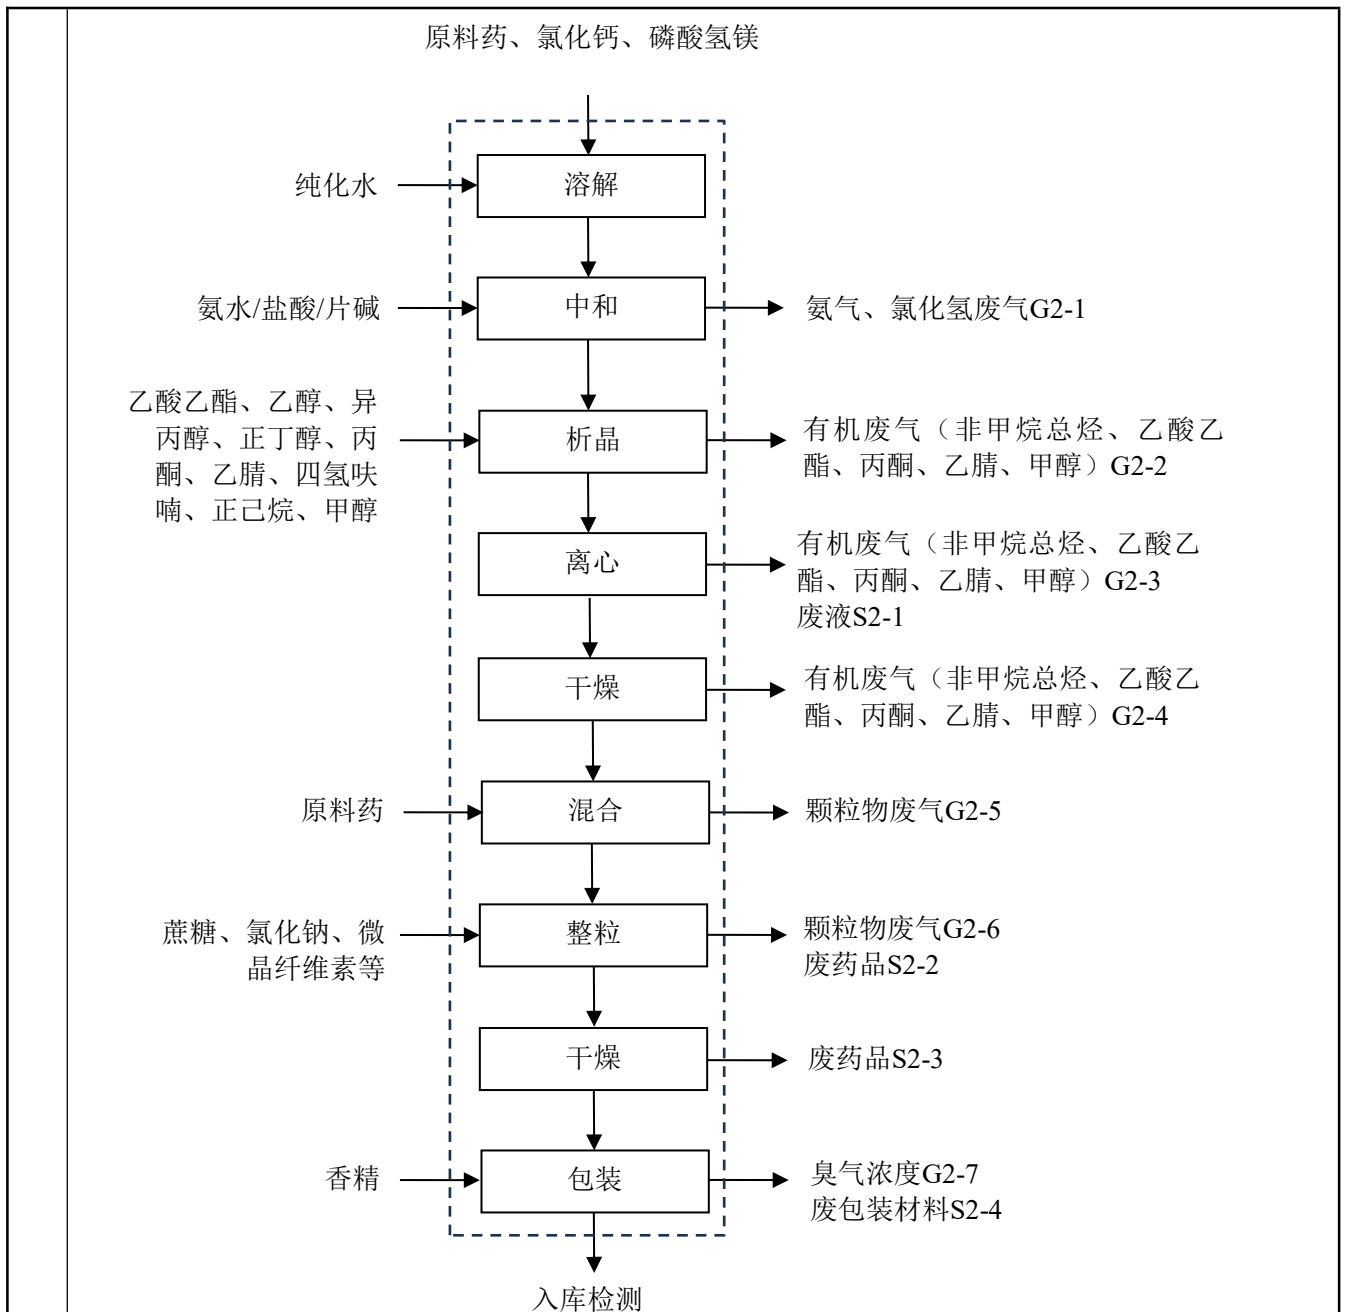 原料药、氯化钙、磷酸氢镁
纯化水
溶解
氨水/盐酸/片碱
中和
氨气、氯化氢废气G2-1
乙酸乙酯、乙醇、异
丙醇、正丁醇、丙
酮、乙腈、四氢呋
喃、正己烷、甲醇
析晶
有机废气（非甲烷总烃、乙酸乙
酯、丙酮、乙腈、甲醇）G2-2
离心
有机废气（非甲烷总烃、乙酸乙
酯、丙酮、乙腈、甲醇）G2-3
废液S2-1
干燥
有机废气（非甲烷总烃、乙酸乙
酯、丙酮、乙腈、甲醇）G2-4
原料药
混合
颗粒物废气G2-5
蔗糖、氯化钠、微
晶纤维素等
整粒
颗粒物废气G2-6
废药品S2-2
干燥
废药品S2-3
香精
包装
臭气浓度G2-7
废包装材料S2-4
入库检测